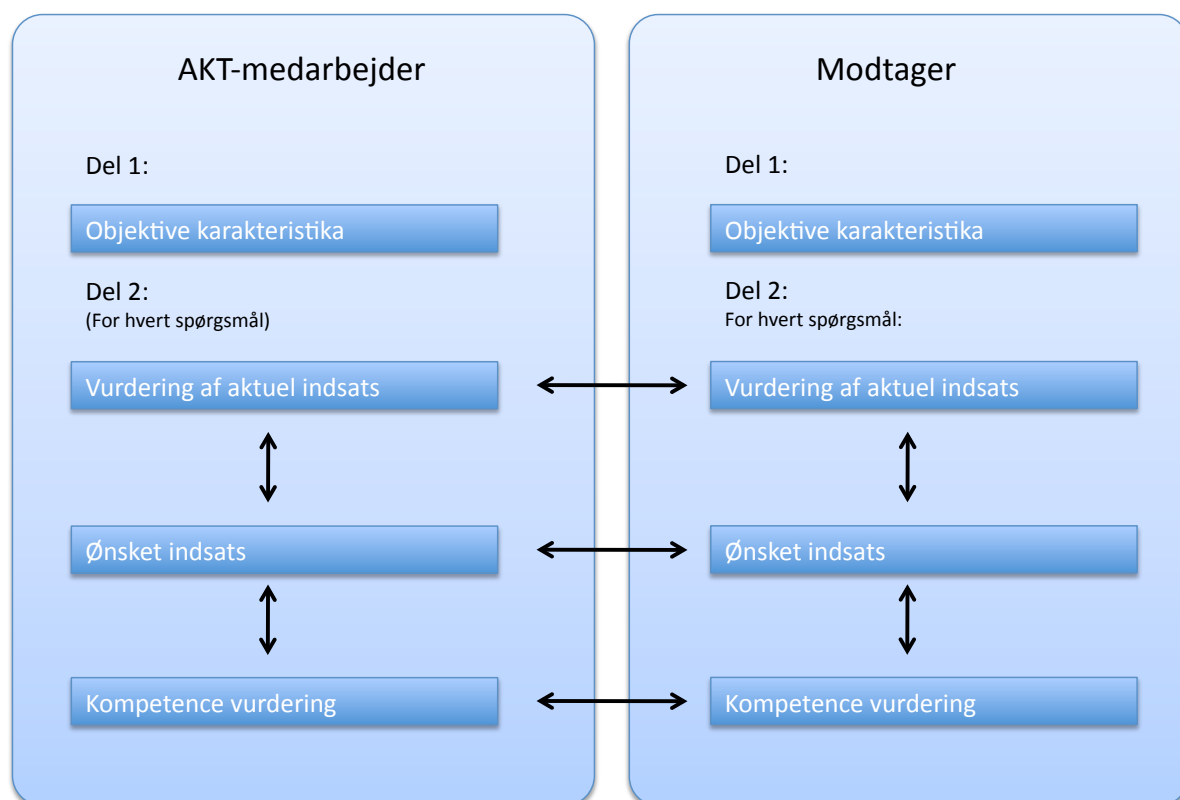 AKT-medarbejder
Del 1:
Objektive karakteristika
Del 2:
(For hvert spørgsmål)
Vurdering af aktuel indsats
Ønsket indsats
Kompetence vurdering
Modtager
Del 1:
Objektive karakteristika
Del 2:
For hvert spørgsmål:
Vurdering af aktuel indsats
Ønsket indsats
Kompetence vurdering